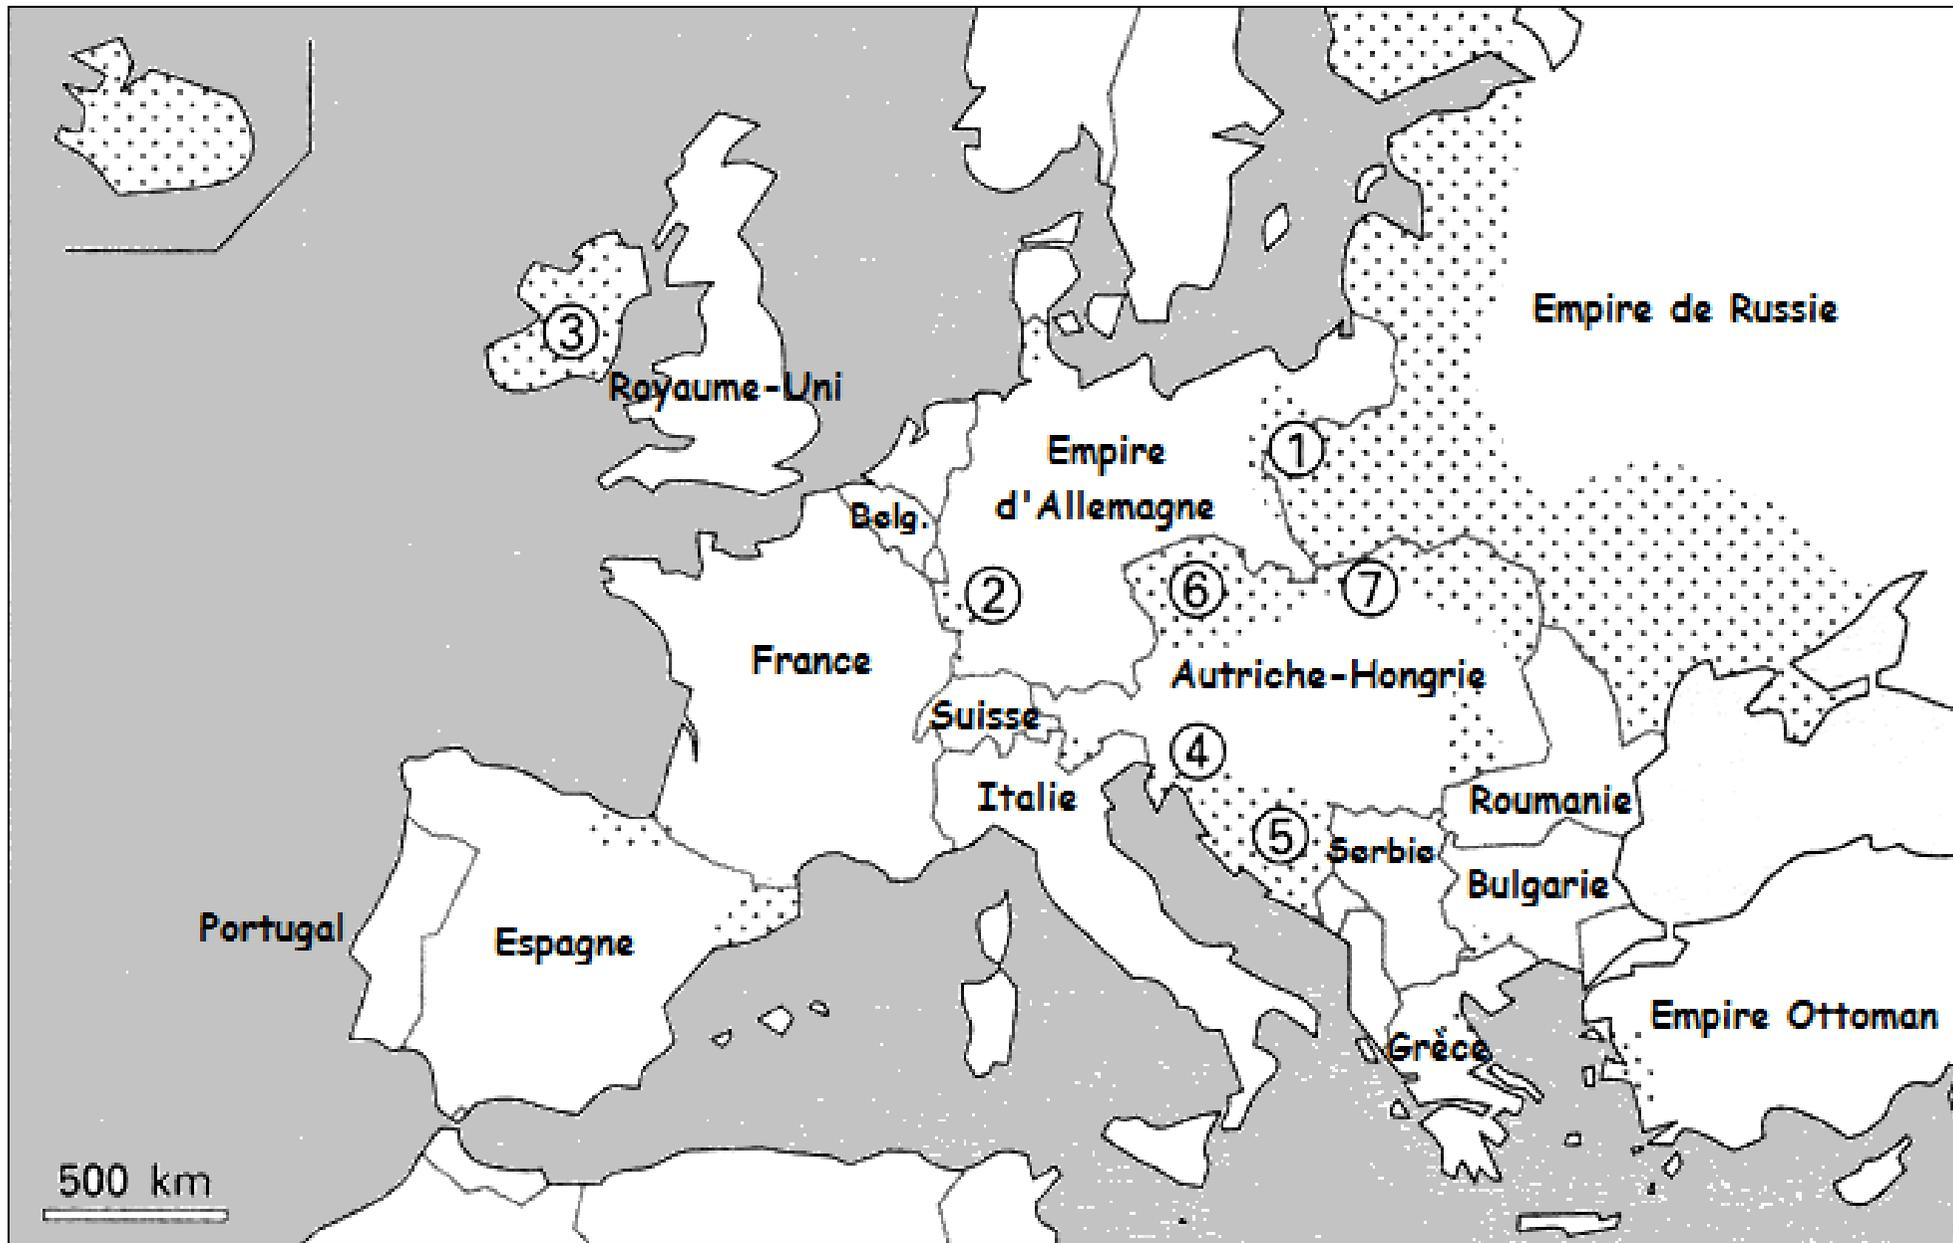 Empire de Russie
③
Royaume-Uni
Empire
d'Allemagne
①
Belg.
②
⑥
⑦
France
Autriche-Hongrie
Suisse
④
Italie
Roumanie
⑤
Serbie
Bulgarie
Portugal
Espagne
Empire Ottoman
Grèce
500 km